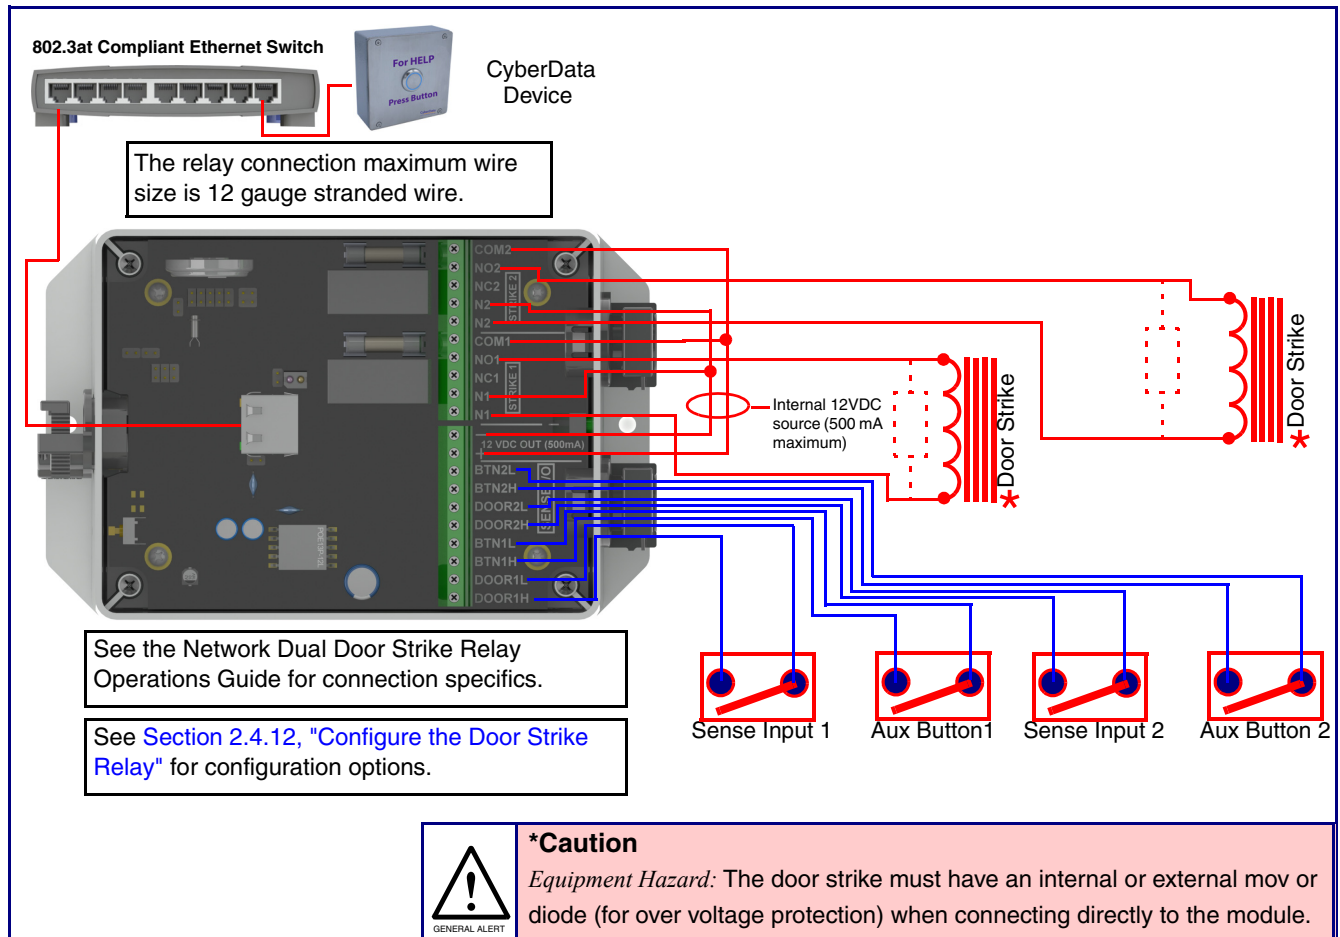 802.3at Compliant Ethernet Switch
For HELP
Press Button
CyberData
Device
The relay connection maximum wire
size is 12 gauge stranded wire.
COM2
NO2
NC2
N2
N2
STRIKE 2
COM1
NO1
NC1
N1
N1
STRIKE 1
-
12 VDC OUT (500mA)
+
BTN2L
BTN2H
DOOR2L
DOOR2H
BTN1L
BTN1H
DOOR1L
DOOR1H
Internal 12VDC
source (500 mA
maximum)
*Door Strike
*Door Strike
See the Network Dual Door Strike Relay
Operations Guide for connection specifics.
See Section 2.4.12, "Configure the Door Strike
Relay" for configuration options.
Sense Input 1
Aux Button1
Sense Input 2
Aux Button 2
GENERAL ALERT
*Caution
Equipment Hazard: The door strike must have an internal or external mov or
diode (for over voltage protection) when connecting directly to the module.